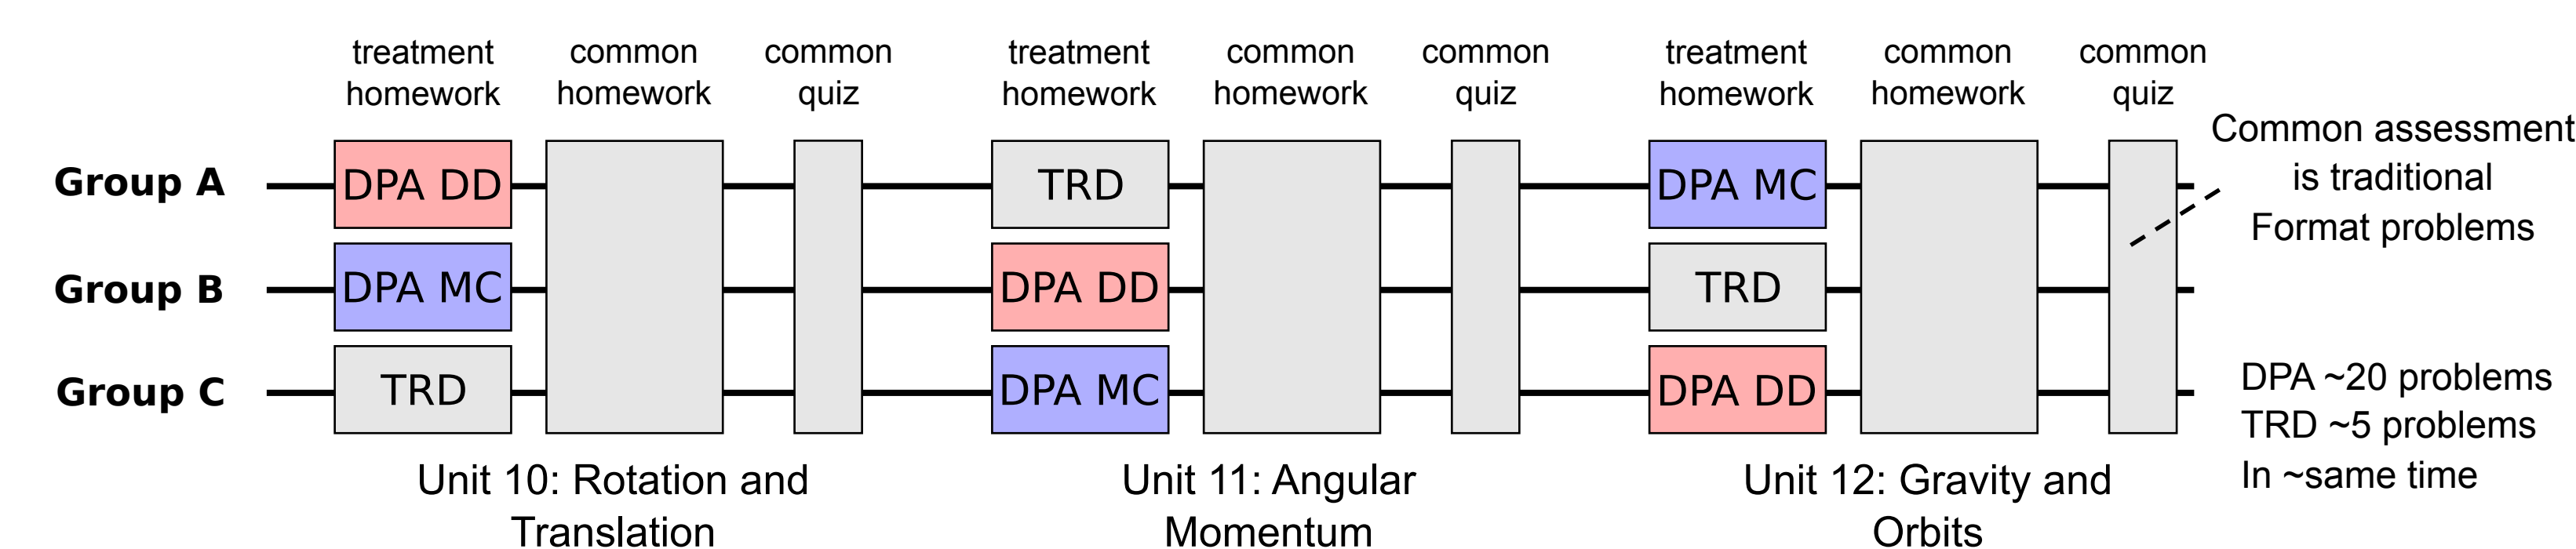 treatment
homework
common
homework
common
quiz
treatment
homework
common
homework
common
quiz
treatment
homework
common
homework
common
quiz
Common assessment
is traditional
Format problems
Group A
DPA DD
TRD
DPA MC
Group B
DPA MC
DPA DD
TRD
Group C
TRD
DPA MC
DPA DD
DPA ~20 problems
TRD ~5 problems
In ~same time
Unit 10: Rotation and
Translation
Unit 11: Angular
Momentum
Unit 12: Gravity and
Orbits